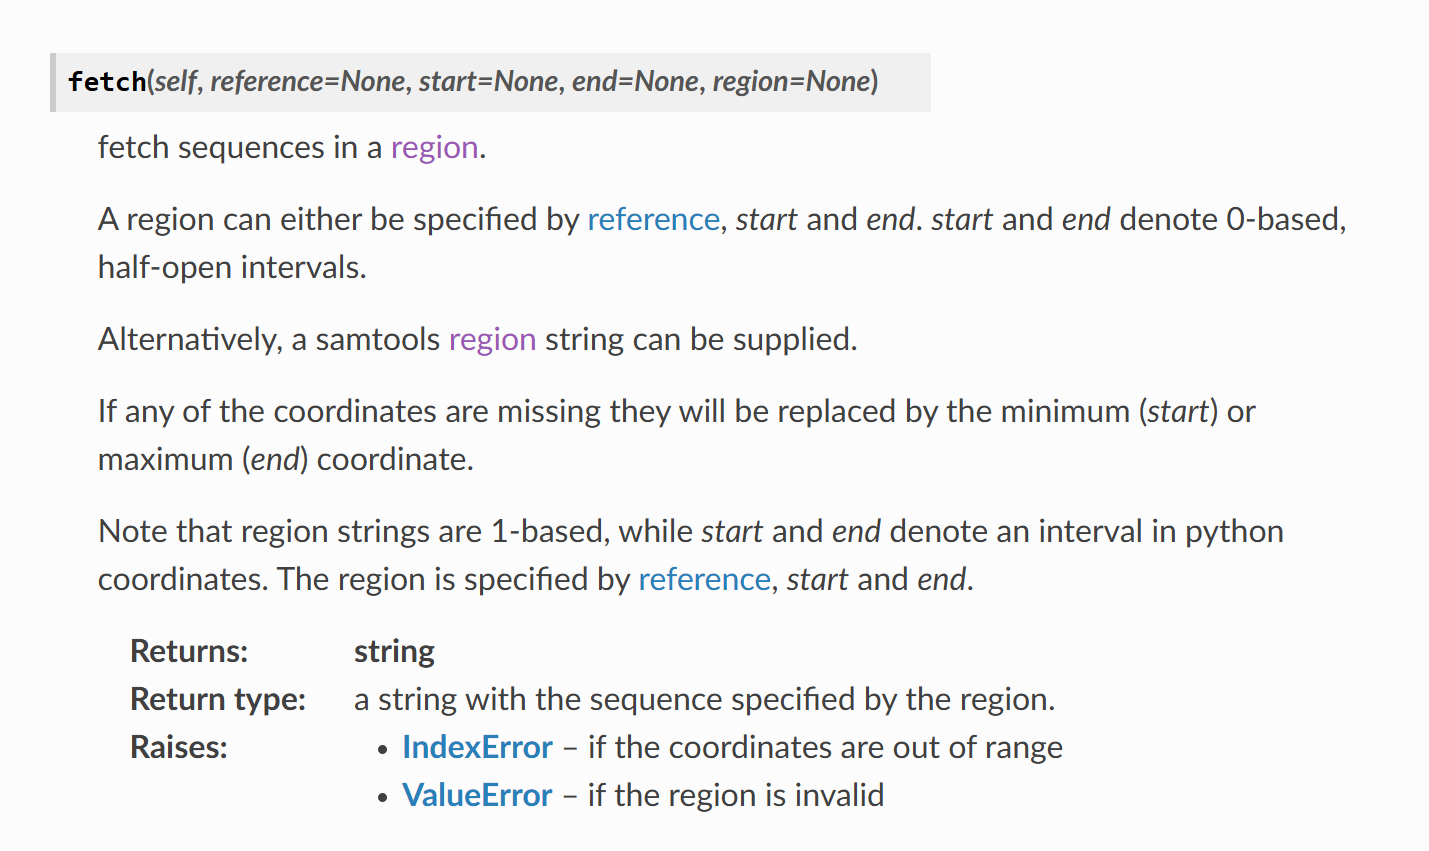 fetch(self, reference=None, start=None, end=None, region=None)
fetch sequences in a region.
A region can either be specified by reference, start and end. start and end denote 0-based,
half-open intervals.
Alternatively, a samtools region string can be supplied.
If any of the coordinates are missing they will be replaced by the minimum (start) or
maximum (end) coordinate.
Note that region strings are 1-based, while start and end denote an interval in python
coordinates. The region is specified by reference, start and end.
Returns: string
Return type: a string with the sequence specified by the region.
Raises: • IndexError – if the coordinates are out of range
• ValueError – if the region is invalid